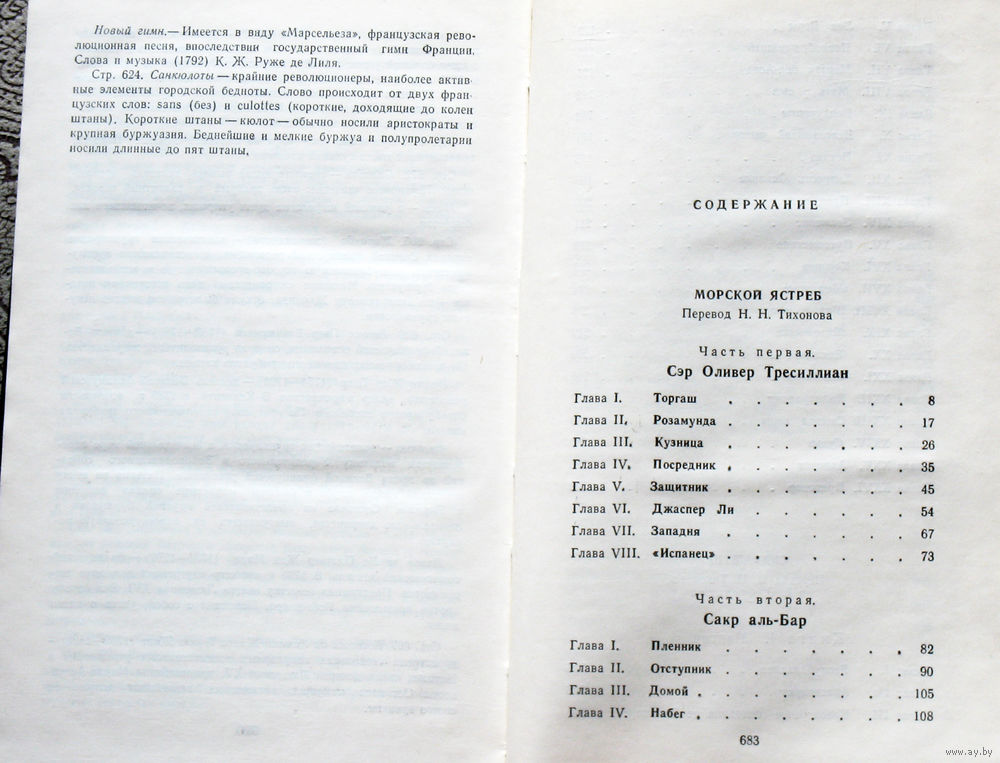 Новый гимн.— Имеется в виду «Марсельеза», французская рево-
люционная песня, впоследствии государственный гимн Франции.
Слова и музыка (1792) К. Ж. Руже де Лиля.
Стр. 624. Санкюлоты — крайние революционеры, наиболее актив-
ные элементы городской бедноты. Слово происходит от двух фран-
цузских слов: sans (без) и culottes (короткие, доходящие до колен
штаны). Короткие штаны — кюлот — обычно носили аристократы и
крупная буржуазия. Беднейшие и мелкие буржуа и полупролетарии
носили длинные до пят штаны.
СОДЕРЖАНИЕ
МОРСКОЙ ЯСТРЕБ
Перевод Н. Н. Тихонова
Часть первая.
Сэр Оливер Тресиллиан
Глава I. Торгаш . . . . . . . 8
Глава II. Розамунда . . . . . . . 17
Глава III. Кузница . . . . . . . 26
Глава IV. Посредник . . . . . . . 35
Глава V. Защитник . . . . . . . 45
Глава VI. Джаспер Ли . . . . . . 54
Глава VII. Западня . . . . . . . 67
Глава VIII. «Испанец» . . . . . . . 73
Часть вторая.
Сакр аль-Бар
Глава I. Пленник . . . . . . . 82
Глава II. Отступник . . . . . . . 90
Глава III. Домой . . . . . . . . 105
Глава IV. Набег . . . . . . . . 108
683
www.ay.by